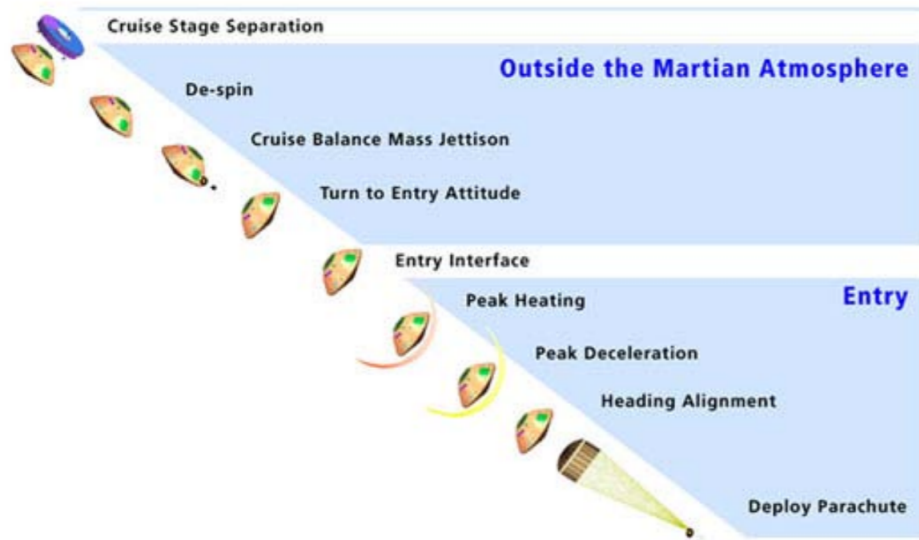 Cruise Stage Separation
Outside the Martian Atmosphere
De-spin
Cruise Balance Mass Jettison
Turn to Entry Attitude
Entry Interface
Entry
Peak Heating
Peak Deceleration
Heading Alignment
Deploy Parachute